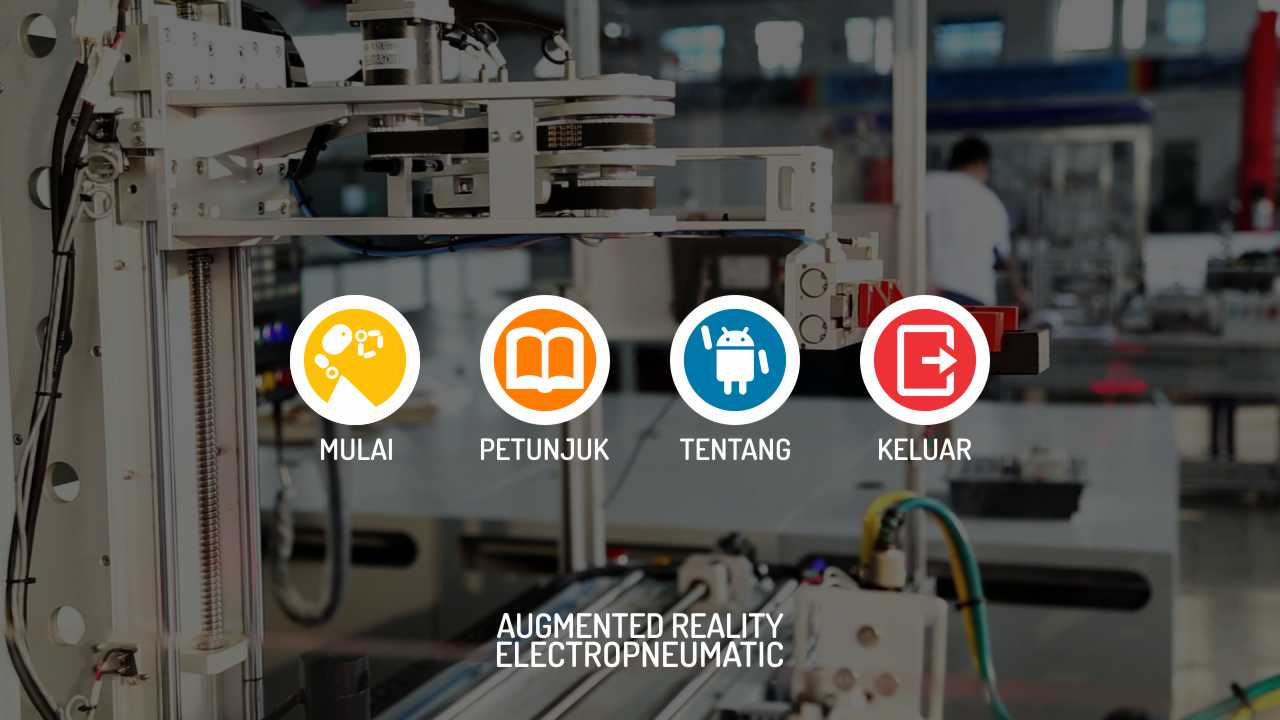 MULAI
PETUNJUK
TENTANG
KELUAR
AUGMENTED REALITY
ELECTROPNEUMATIC